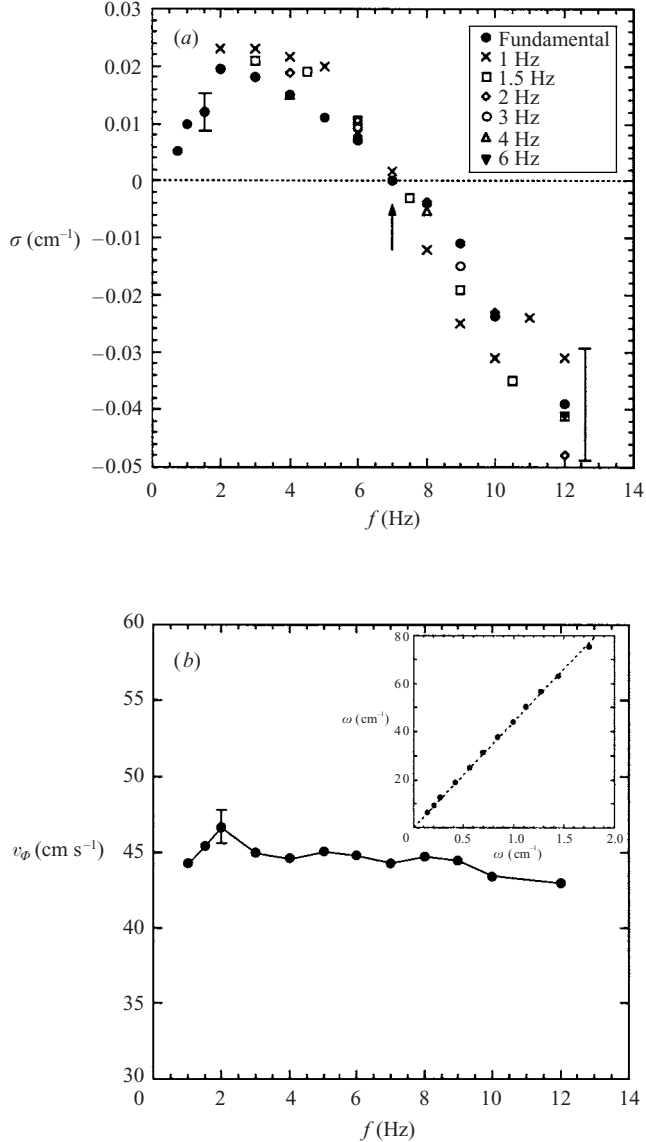 0.03
(a)
Fundamental
1 Hz
1.5 Hz
2 Hz
3 Hz
4 Hz
6 Hz
0.02
0.01
0
σ (cm⁻¹)
−0.01
−0.02
−0.03
−0.04
−0.05
0 2 4 6 8 10 12 14
f (Hz)
60
(b)
55
50
v_Φ (cm s⁻¹)
45
40
35
30
0 2 4 6 8 10 12 14
f (Hz)
80
60
ω (cm⁻¹)
40
20
0 0.5 1.0 1.5 2.0
ω (cm⁻¹)